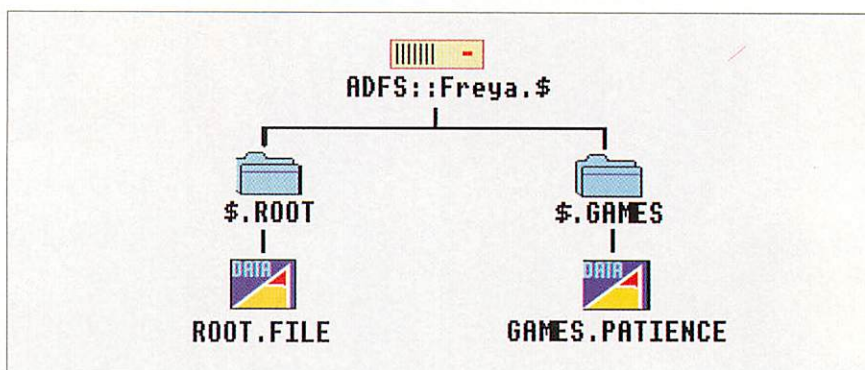 ADFS::Freya.$
$.ROOT
$.GAMES
DATA
DATA
ROOT.FILE
GAMES.PATIENCE